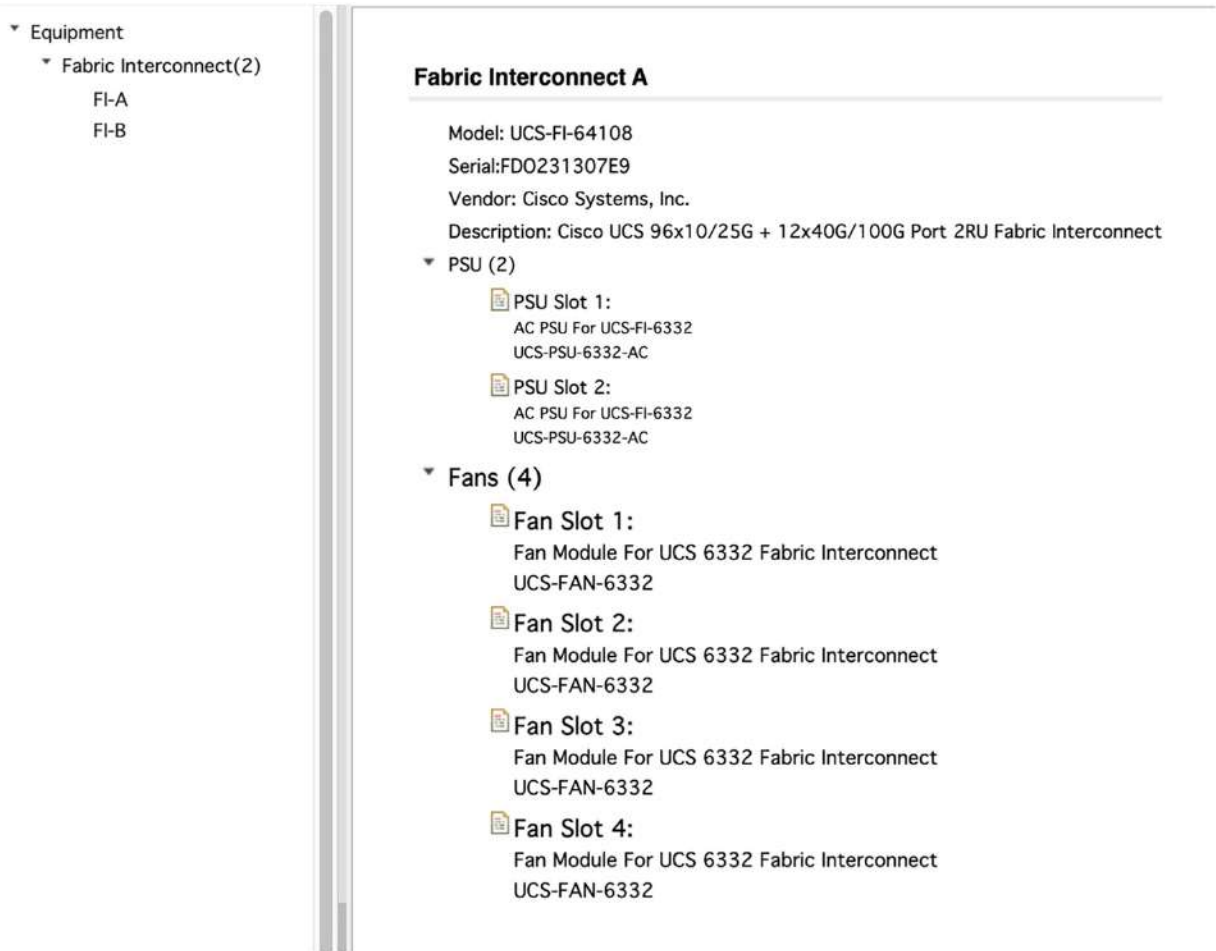 Equipment
Fabric Interconnect(2)
FI-A
FI-B
Fabric Interconnect A
Model: UCS-FI-64108
Serial:FDO231307E9
Vendor: Cisco Systems, Inc.
Description: Cisco UCS 96x10/25G + 12x40G/100G Port 2RU Fabric Interconnect
PSU (2)
PSU Slot 1:
AC PSU For UCS-FI-6332
UCS-PSU-6332-AC
PSU Slot 2:
AC PSU For UCS-FI-6332
UCS-PSU-6332-AC
Fans (4)
Fan Slot 1:
Fan Module For UCS 6332 Fabric Interconnect
UCS-FAN-6332
Fan Slot 2:
Fan Module For UCS 6332 Fabric Interconnect
UCS-FAN-6332
Fan Slot 3:
Fan Module For UCS 6332 Fabric Interconnect
UCS-FAN-6332
Fan Slot 4:
Fan Module For UCS 6332 Fabric Interconnect
UCS-FAN-6332